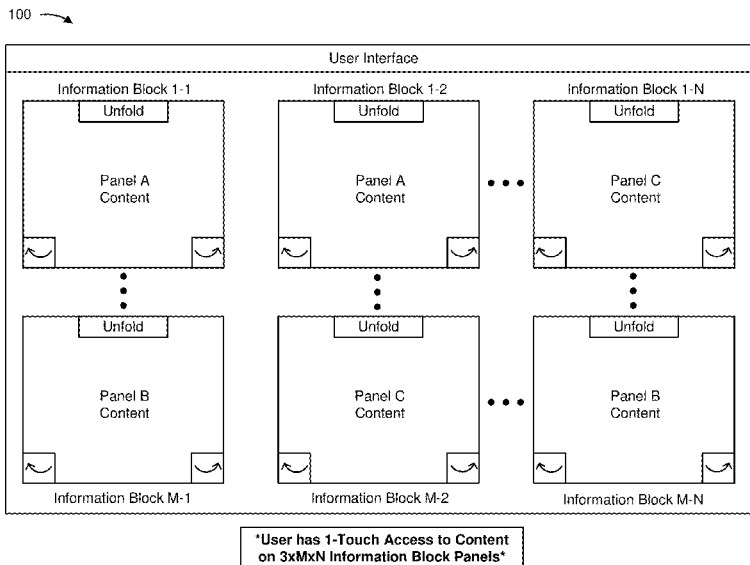 100
User Interface
Information Block 1-1
Information Block 1-2
Information Block 1-N
Unfold
Unfold
Unfold
Panel A
Content
Panel A
Content
Panel C
Content
Unfold
Unfold
Unfold
Panel B
Content
Panel C
Content
Panel B
Content
Information Block M-1
Information Block M-2
Information Block M-N
*User has 1-Touch Access to Content
on 3xMxN Information Block Panels*